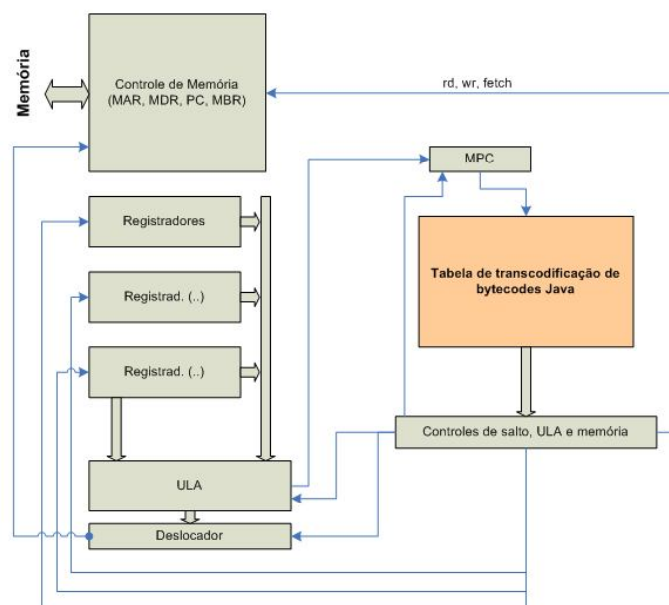 Memória
Controle de Memória
(MAR, MDR, PC, MBR)
rd, wr, fetch
MPC
Registradores
Tabela de transcodificação de
bytecodes Java
Registrad. (..)
Registrad. (..)
Controles de salto, ULA e memória
ULA
Deslocador